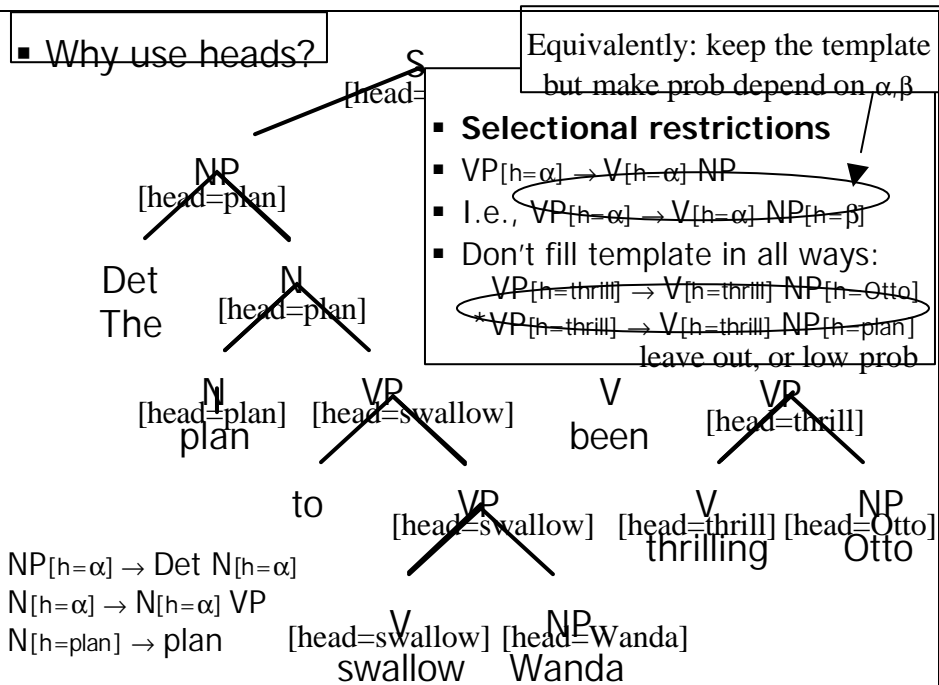 ▪ Why use heads?
S
[head=
Equivalently: keep the template
but make prob depend on α,β
▪ Selectional restrictions
▪ VP[h=α] → V[h=α] NP
▪ I.e., VP[h=α] → V[h=α] NP[h=β]
▪ Don't fill template in all ways:
VP[h=thrill] → V[h=thrill] NP[h=Otto]
*VP[h=thrill] → V[h=thrill] NP[h=plan]
leave out, or low prob
NP
[head=plan]
Det
The
N
[head=plan]
N
[head=plan]
plan
VP
[head=swallow]
V
been
VP
[head=thrill]
to
VP
[head=swallow]
V
[head=thrill]
thrilling
NP
[head=Otto]
Otto
NP[h=α] → Det N[h=α]
N[h=α] → N[h=α] VP
N[h=plan] → plan
V
[head=swallow]
swallow
NP
[head=Wanda]
Wanda